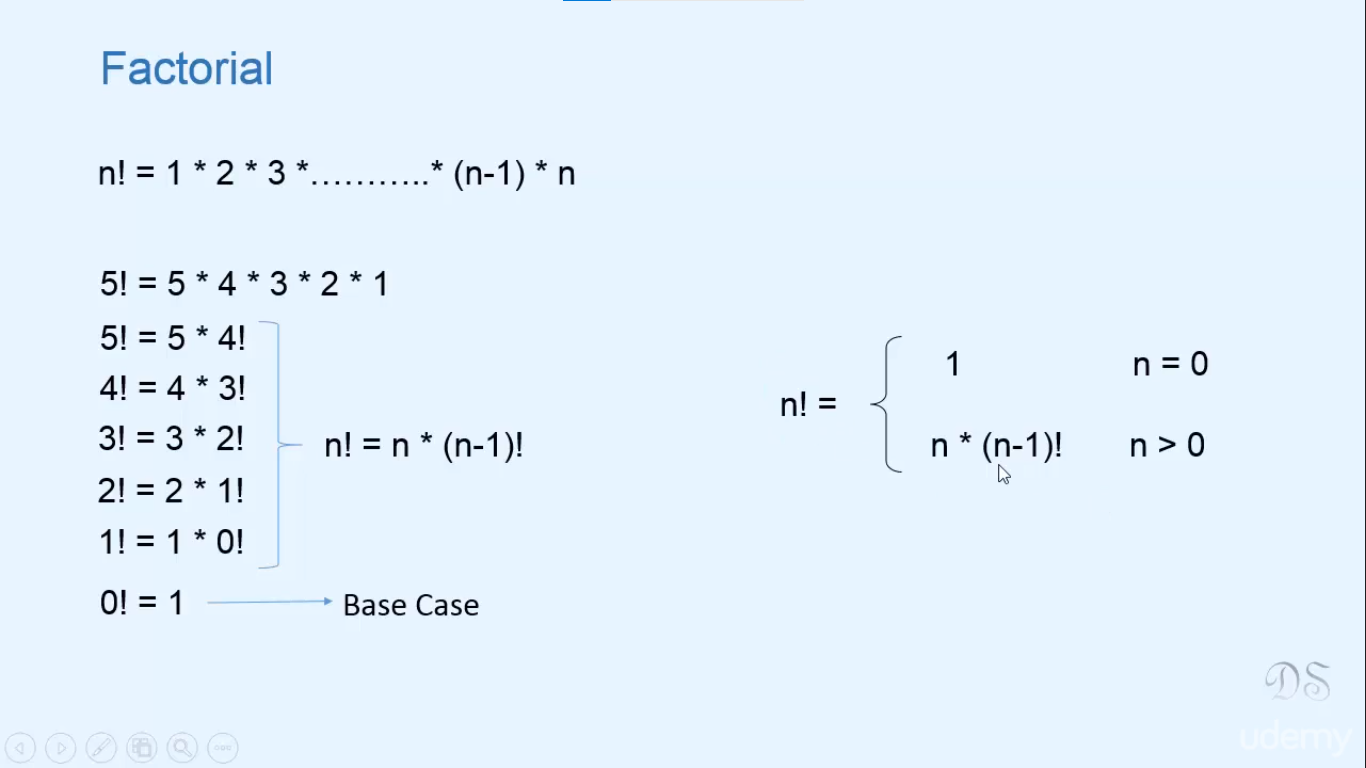 Factorial
n! = 1 * 2 * 3 *………..* (n-1) * n
5! = 5 * 4 * 3 * 2 * 1
5! = 5 * 4!
4! = 4 * 3!
3! = 3 * 2!
n! = n * (n-1)!
2! = 2 * 1!
1! = 1 * 0!
0! = 1
Base Case
n! =
1 n = 0
n * (n-1)! n > 0
DS
udemy